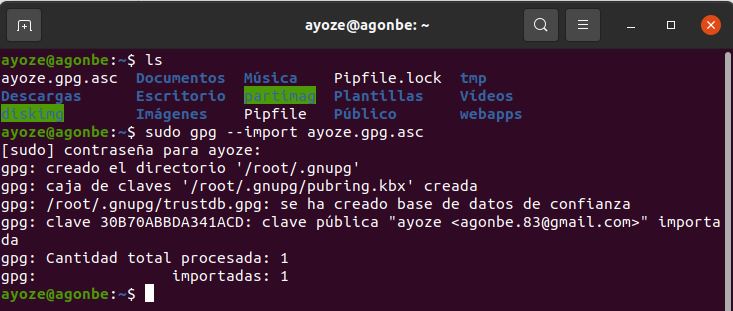 ayoze@agonbe: ~
ayoze@agonbe:~$ ls
ayoze.gpg.asc Documentos Música Pipfile.lock tmp
Descargas Escritorio partimag Plantillas Vídeos
diskimg Imágenes Pipfile Público webapps
ayoze@agonbe:~$ sudo gpg --import ayoze.gpg.asc
[sudo] contraseña para ayoze:
gpg: creado el directorio '/root/.gnupg'
gpg: caja de claves '/root/.gnupg/pubring.kbx' creada
gpg: /root/.gnupg/trustdb.gpg: se ha creado base de datos de confianza
gpg: clave 30B70ABBDA341ACD: clave pública "ayoze <agonbe.83@gmail.com>" importa
da
gpg: Cantidad total procesada: 1
gpg: importadas: 1
ayoze@agonbe:~$